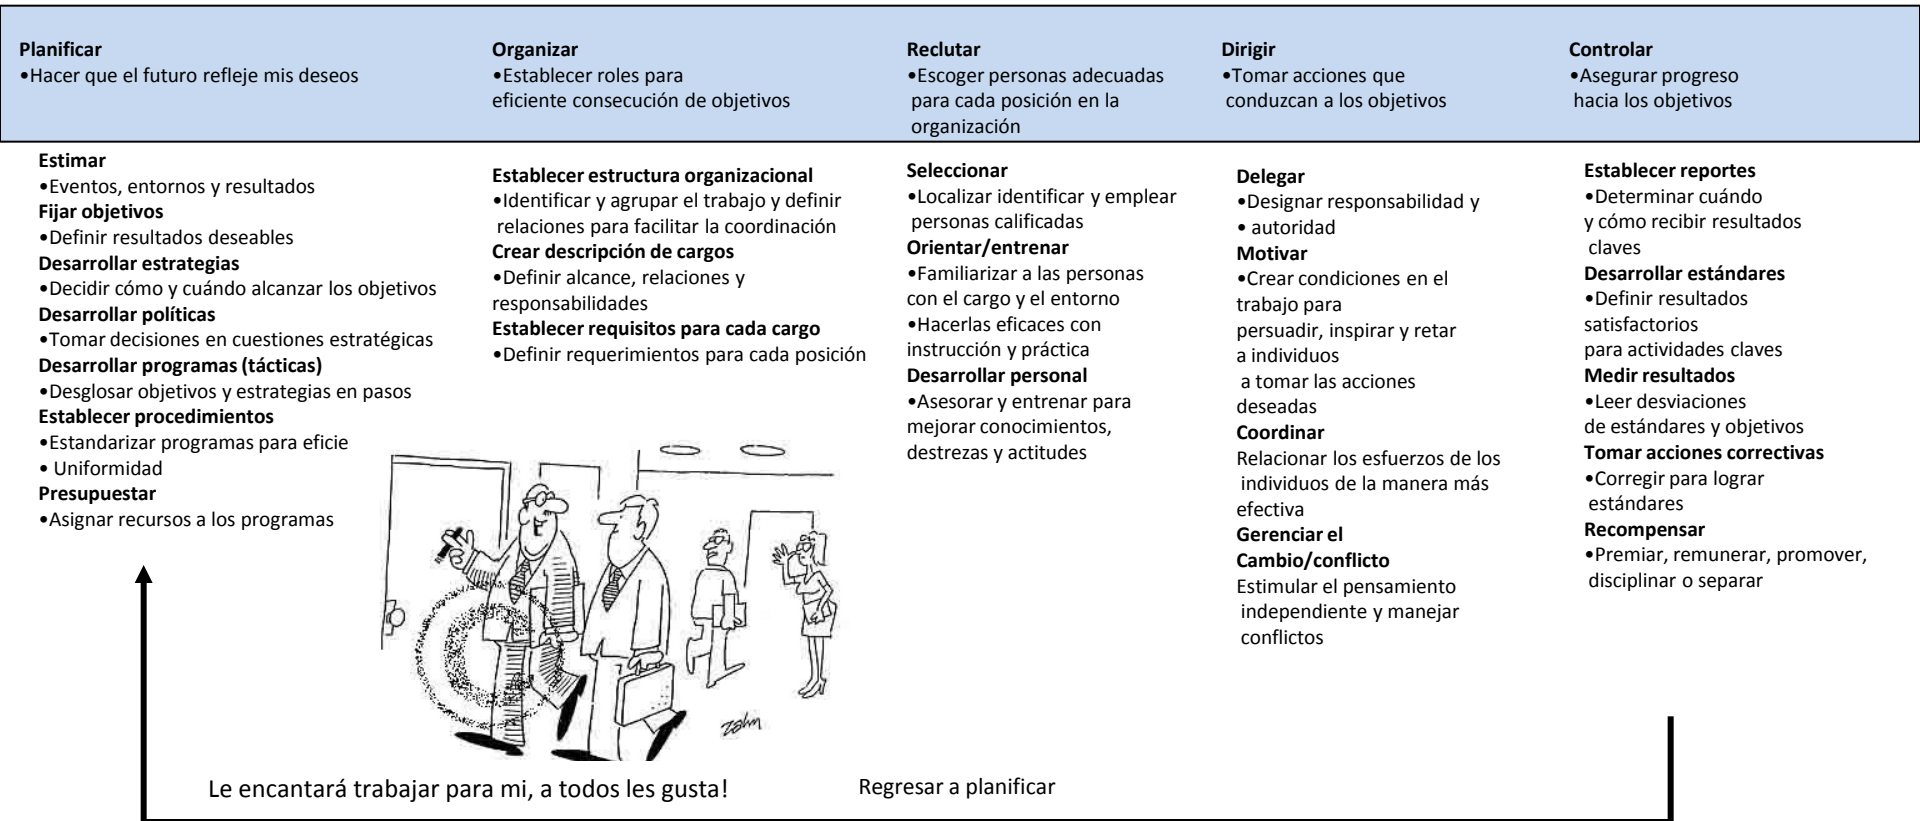 Planificar
•Hacer que el futuro refleje mis deseos
Organizar
•Establecer roles para
eficiente consecución de objetivos
Reclutar
•Escoger personas adecuadas
para cada posición en la
organización
Dirigir
•Tomar acciones que
conduzcan a los objetivos
Controlar
•Asegurar progreso
hacia los objetivos
Estimar
•Eventos, entornos y resultados
Fijar objetivos
•Definir resultados deseables
Desarrollar estrategias
•Decidir cómo y cuándo alcanzar los objetivos
Desarrollar políticas
•Tomar decisiones en cuestiones estratégicas
Desarrollar programas (tácticas)
•Desglosar objetivos y estrategias en pasos
Establecer procedimientos
•Estandarizar programas para eficie
• Uniformidad
Presupuestar
•Asignar recursos a los programas
Establecer estructura organizacional
•Identificar y agrupar el trabajo y definir
relaciones para facilitar la coordinación
Crear descripción de cargos
•Definir alcance, relaciones y
responsabilidades
Establecer requisitos para cada cargo
•Definir requerimientos para cada posición
Seleccionar
•Localizar identificar y emplear
personas calificadas
Orientar/entrenar
•Familiarizar a las personas
con el cargo y el entorno
•Hacerlas eficaces con
instrucción y práctica
Desarrollar personal
•Asesorar y entrenar para
mejorar conocimientos,
destrezas y actitudes
Delegar
•Designar responsabilidad y
• autoridad
Motivar
•Crear condiciones en el
trabajo para
persuadir, inspirar y retar
a individuos
a tomar las acciones
deseadas
Coordinar
Relacionar los esfuerzos de los
individuos de la manera más
efectiva
Gerenciar el
Cambio/conflicto
Estimular el pensamiento
independiente y manejar
conflictos
Establecer reportes
•Determinar cuándo
y cómo recibir resultados
claves
Desarrollar estándares
•Definir resultados
satisfactorios
para actividades claves
Medir resultados
•Leer desviaciones
de estándares y objetivos
Tomar acciones correctivas
•Corregir para lograr
estándares
Recompensar
•Premiar, remunerar, promover,
disciplinar o separar
zahn
Le encantará trabajar para mi, a todos les gusta!
Regresar a planificar